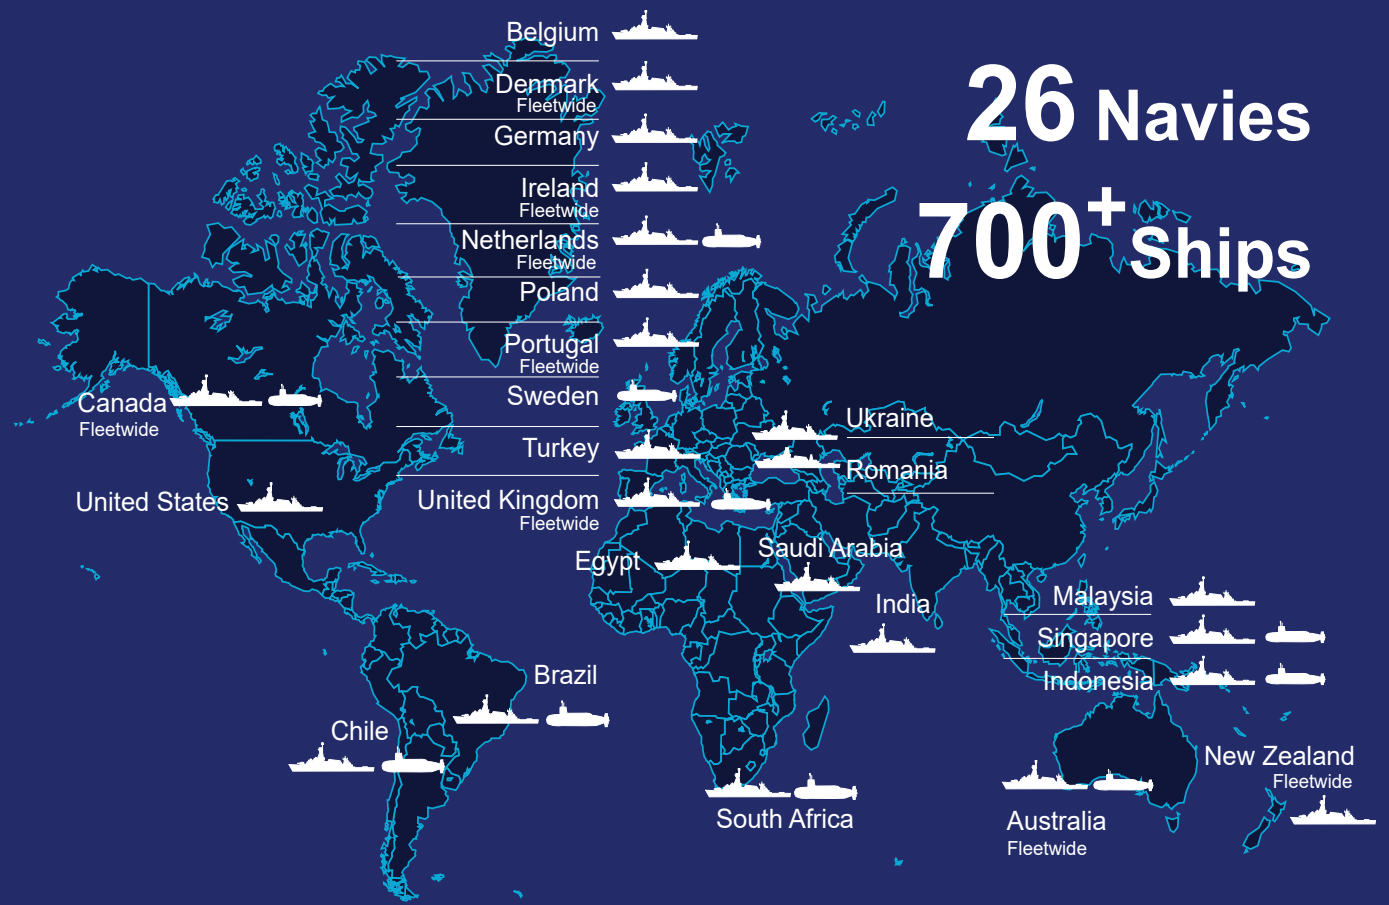 26 Navies
700+ Ships
Belgium
Denmark
Fleetwide
Germany
Ireland
Fleetwide
Netherlands
Fleetwide
Poland
Portugal
Fleetwide
Sweden
Turkey
United Kingdom
Fleetwide
Canada
Fleetwide
United States
Ukraine
Romania
Egypt
Saudi Arabia
India
Malaysia
Singapore
Indonesia
Brazil
Chile
South Africa
Australia
Fleetwide
New Zealand
Fleetwide